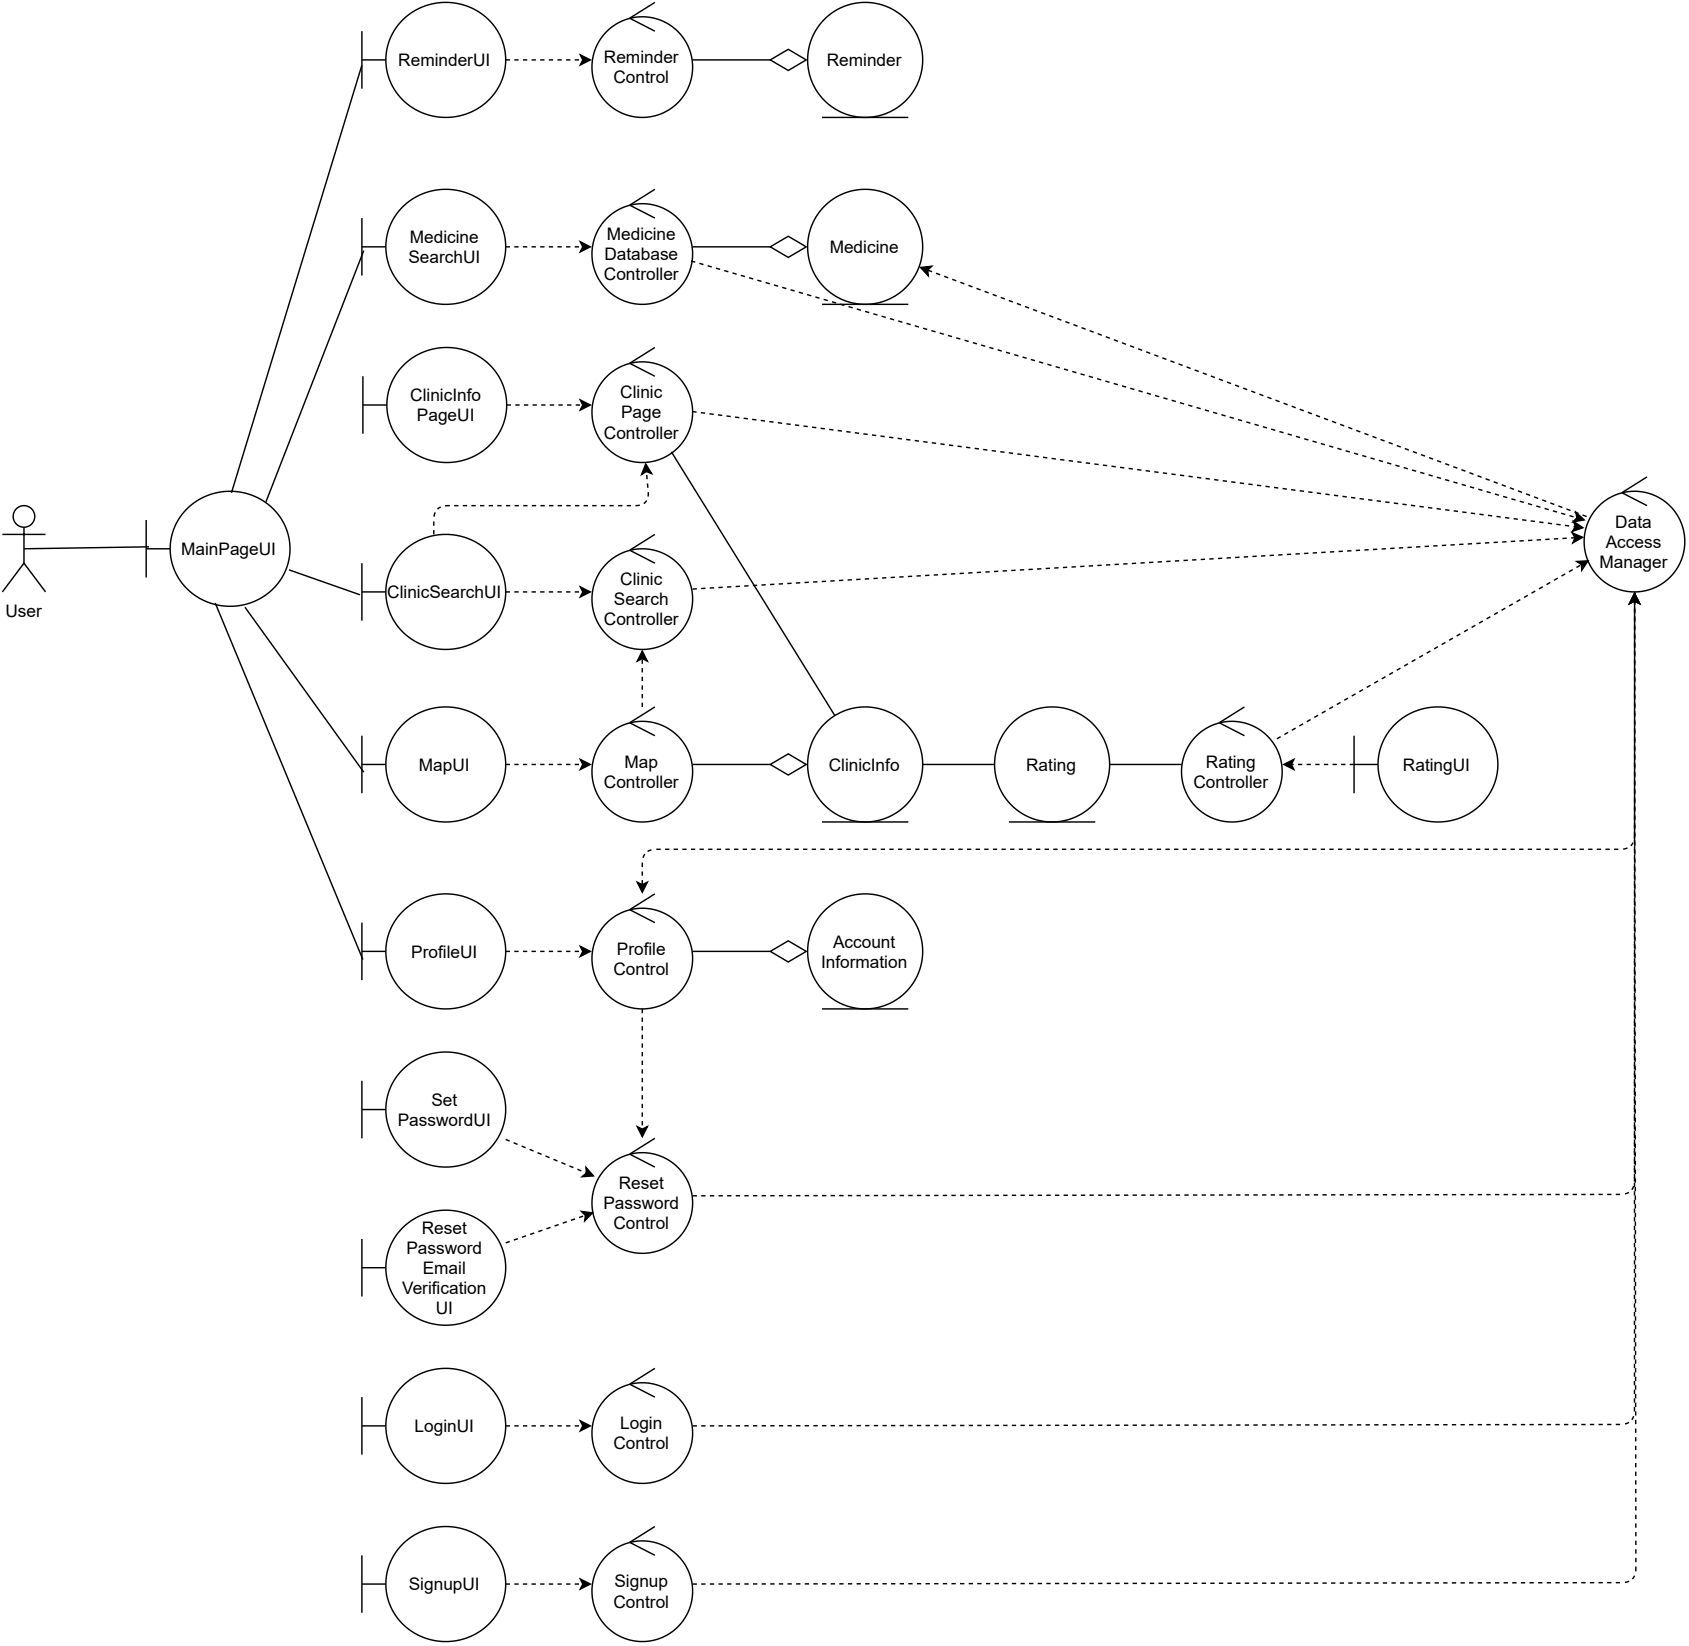 ReminderUI
Reminder
Control
Reminder
Medicine
SearchUI
Medicine
Database
Controller
Medicine
ClinicInfo
PageUI
Clinic
Page
Controller
Data
Access
Manager
MainPageUI
User
ClinicSearchUI
Clinic
Search
Controller
MapUI
Map
Controller
ClinicInfo
Rating
Rating
Controller
RatingUI
ProfileUI
Profile
Control
Account
Information
Set
PasswordUI
Reset
Password
Control
Reset
Password
Email
Verification
UI
LoginUI
Login
Control
SignupUI
Signup
Control